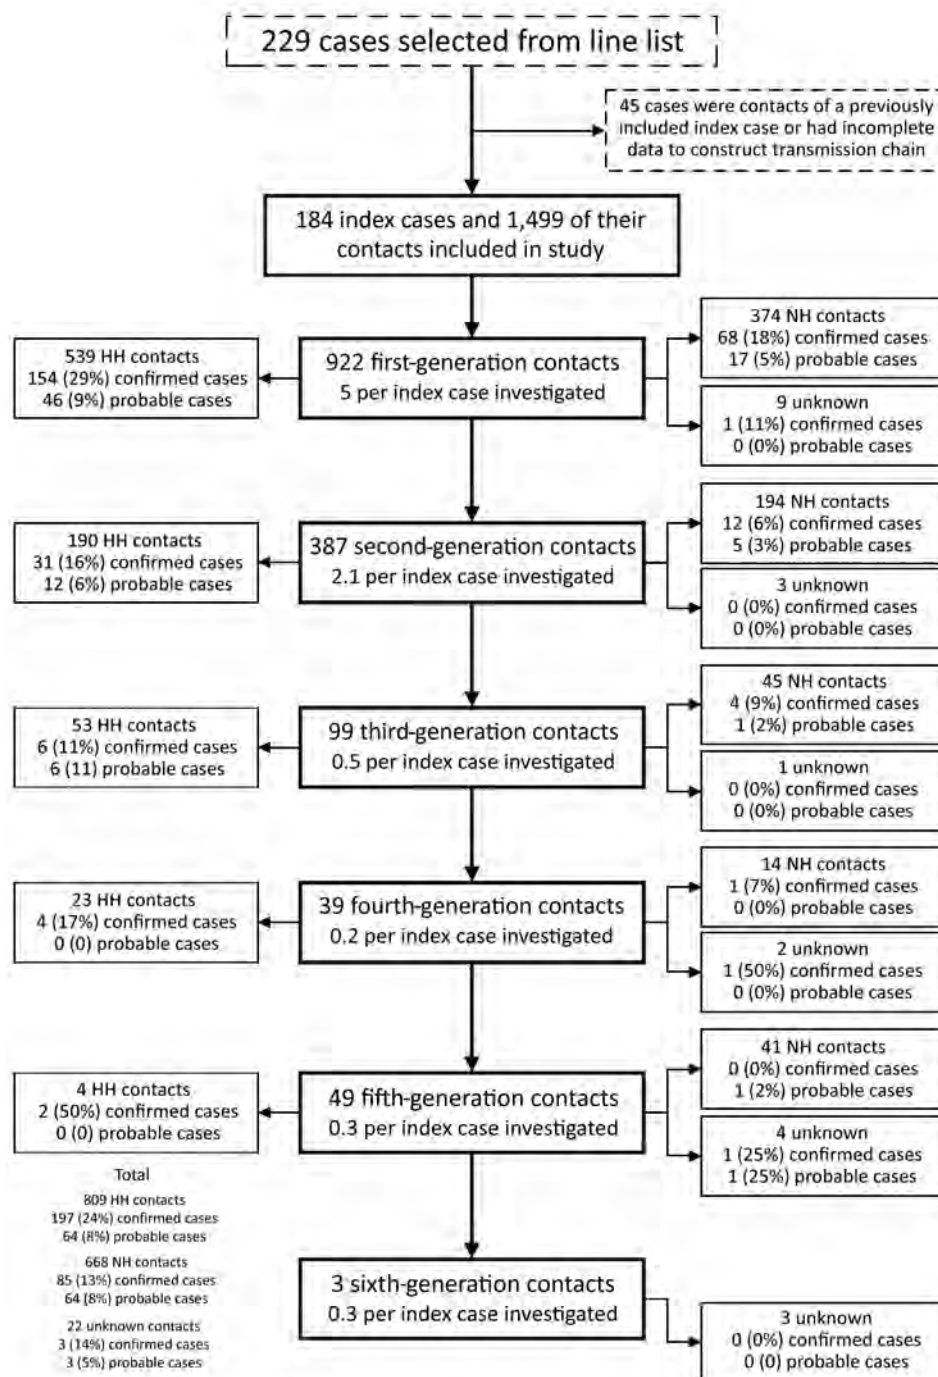 229 cases selected from line list
45 cases were contacts of a previously
included index case or had incomplete
data to construct transmission chain
184 index cases and 1,499 of their
contacts included in study
539 HH contacts
154 (29%) confirmed cases
46 (9%) probable cases
922 first-generation contacts
5 per index case investigated
374 NH contacts
68 (18%) confirmed cases
17 (5%) probable cases
9 unknown
1 (11%) confirmed cases
0 (0%) probable cases
190 HH contacts
31 (16%) confirmed cases
12 (6%) probable cases
387 second-generation contacts
2.1 per index case investigated
194 NH contacts
12 (6%) confirmed cases
5 (3%) probable cases
3 unknown
0 (0%) confirmed cases
0 (0%) probable cases
53 HH contacts
6 (11%) confirmed cases
6 (11) probable cases
99 third-generation contacts
0.5 per index case investigated
45 NH contacts
4 (9%) confirmed cases
1 (2%) probable cases
1 unknown
0 (0%) confirmed cases
0 (0%) probable cases
23 HH contacts
4 (17%) confirmed cases
0 (0) probable cases
39 fourth-generation contacts
0.2 per index case investigated
14 NH contacts
1 (7%) confirmed cases
0 (0%) probable cases
2 unknown
1 (50%) confirmed cases
0 (0%) probable cases
4 HH contacts
2 (50%) confirmed cases
0 (0) probable cases
49 fifth-generation contacts
0.3 per index case investigated
41 NH contacts
0 (0%) confirmed cases
1 (2%) probable cases
4 unknown
1 (25%) confirmed cases
1 (25%) probable cases
Total
809 HH contacts
197 (24%) confirmed cases
64 (8%) probable cases
668 NH contacts
85 (13%) confirmed cases
64 (8%) probable cases
22 unknown contacts
3 (14%) confirmed cases
3 (5%) probable cases
3 sixth-generation contacts
0.3 per index case investigated
3 unknown
0 (0%) confirmed cases
0 (0) probable cases